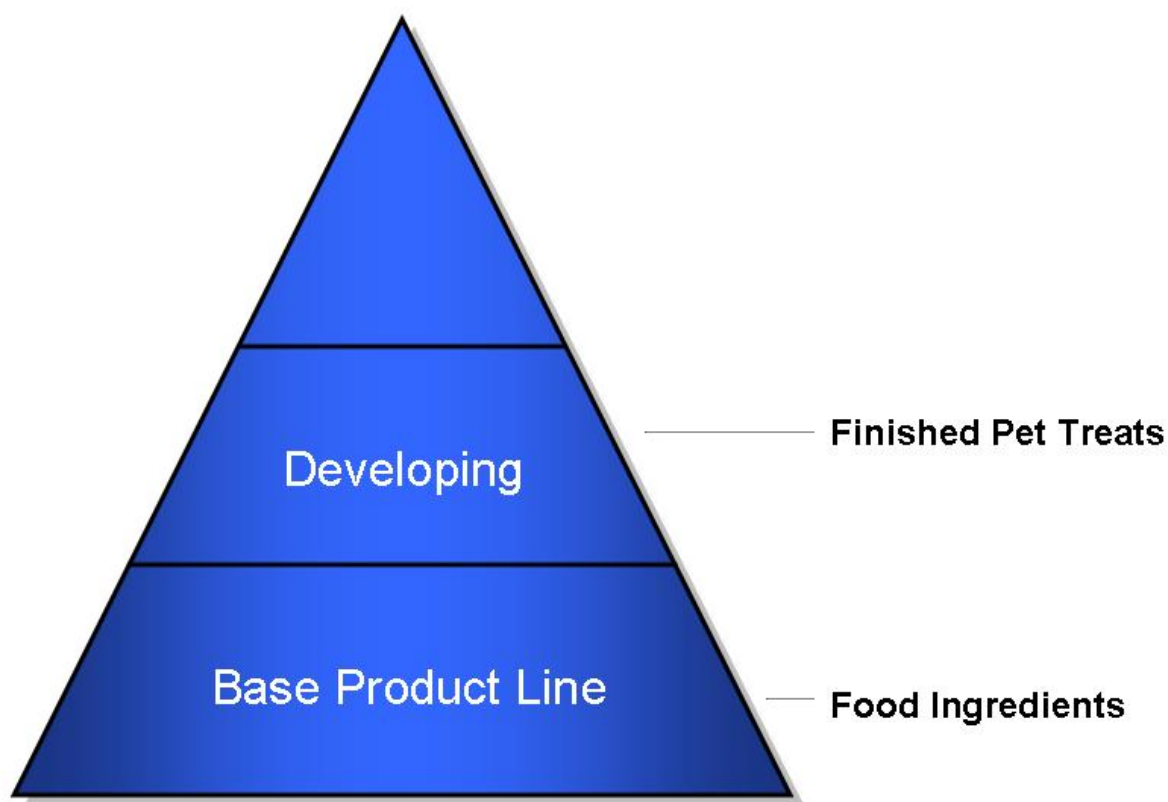 Developing
Finished Pet Treats
Base Product Line
Food Ingredients